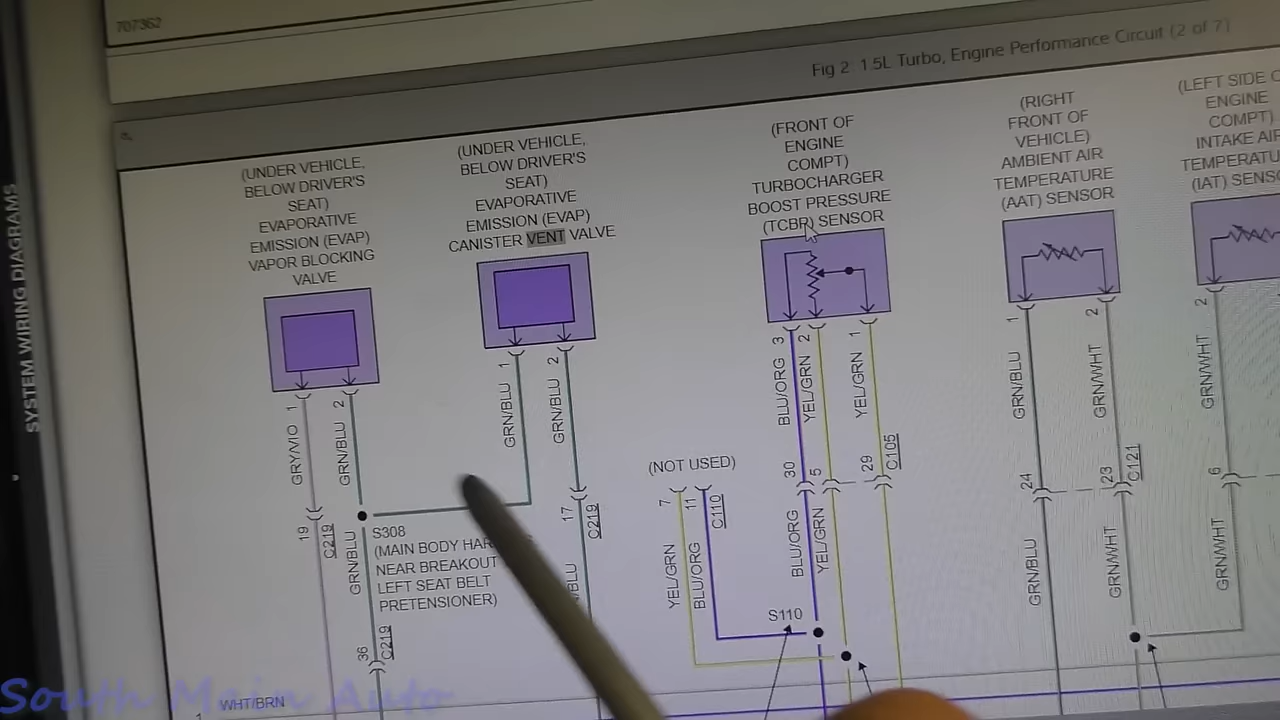 707362
SYSTEM WIRING DIAGRAMS
Fig 2: 1.5L Turbo, Engine Performance Circuit (2 of 7)
(UNDER VEHICLE,
BELOW DRIVER'S
SEAT)
EVAPORATIVE
EMISSION (EVAP)
VAPOR BLOCKING
VALVE
(UNDER VEHICLE,
BELOW DRIVER'S
SEAT)
EVAPORATIVE
EMISSION (EVAP)
CANISTER VENT VALVE
(FRONT OF
ENGINE
COMPT)
TURBOCHARGER
BOOST PRESSURE
(TCBP) SENSOR
(RIGHT
FRONT OF
VEHICLE)
AMBIENT AIR
TEMPERATURE
(AAT) SENSOR
(LEFT SIDE
ENGINE
COMPT)
INTAKE AIR
(IAT)
1
2
1
2
3
2
1
1
2
2
GRY/VIO
GRN/BLU
GRN/BLU
GRN/BLU
BLU/ORG
YEL/GRN
YEL/GRN
GRN/BLU
GRN/WHT
GRN/WHT
(NOT USED)
19
C219
17
C219
7
11
C110
30
5
29
C105
24
23
C121
6
S308
(MAIN BODY
NEAR BREAKOUT
LEFT SEAT BELT
PRETENSIONER)
GRN/BLU
YEL/GRN
BLU/ORG
BLU/ORG
YEL/GRN
GRN/BLU
GRN/WHT
GRN/WHT
S110
36
C219
1
WHT/BRN
South Main Auto